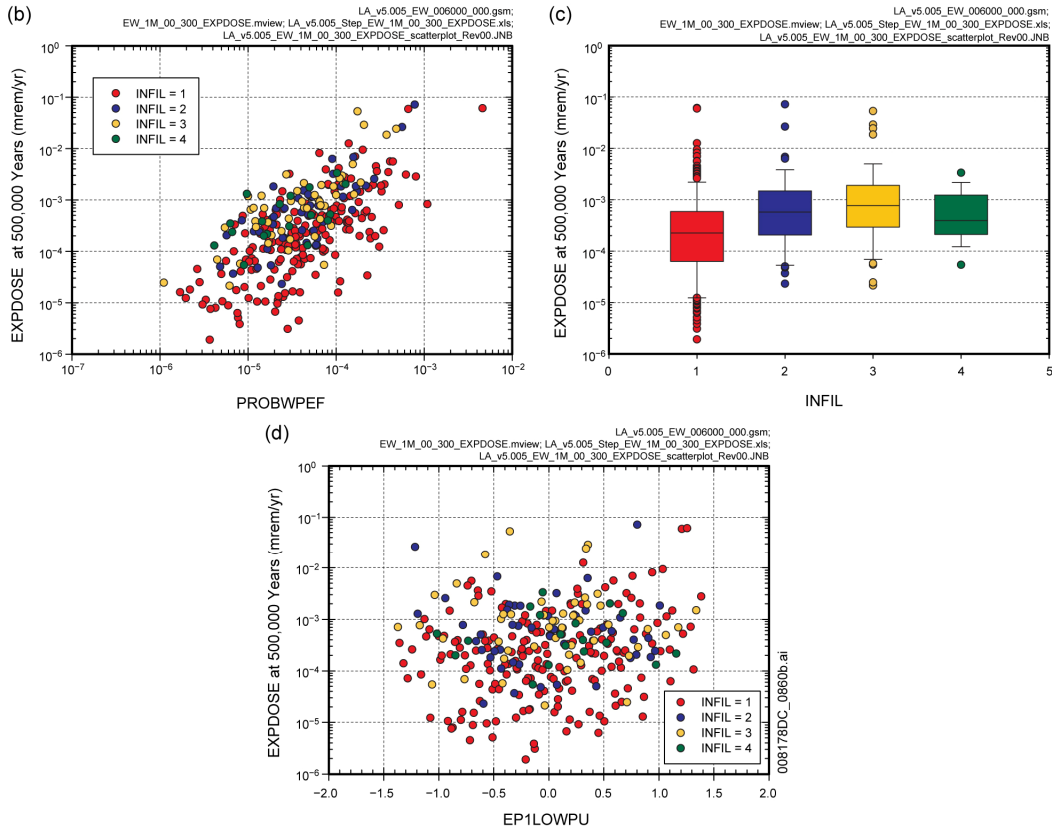 (b)
LA_v5.005_EW_006000_000.gsm;
EW_1M_00_300_EXPDOSE.mview; LA_v5.005_Step_EW_1M_00_300_EXPDOSE.xls;
LA_v5.005_EW_1M_00_300_EXPDOSE_scatterplot_Rev00.JNB
EXPDOSE at 500,000 Years (mrem/yr)
10^0
10^-1
10^-2
10^-3
10^-4
10^-5
10^-6
INFIL = 1
INFIL = 2
INFIL = 3
INFIL = 4
10^-7 10^-6 10^-5 10^-4 10^-3 10^-2
PROBWPEF
(c)
LA_v5.005_EW_006000_000.gsm;
EW_1M_00_300_EXPDOSE.mview; LA_v5.005_Step_EW_1M_00_300_EXPDOSE.xls;
LA_v5.005_EW_1M_00_300_EXPDOSE_scatterplot_Rev00.JNB
EXPDOSE at 500,000 Years (mrem/yr)
10^0
10^-1
10^-2
10^-3
10^-4
10^-5
10^-6
0 1 2 3 4 5
INFIL
(d)
LA_v5.005_EW_006000_000.gsm;
EW_1M_00_300_EXPDOSE.mview; LA_v5.005_Step_EW_1M_00_300_EXPDOSE.xls;
LA_v5.005_EW_1M_00_300_EXPDOSE_scatterplot_Rev00.JNB
EXPDOSE at 500,000 Years (mrem/yr)
10^0
10^-1
10^-2
10^-3
10^-4
10^-5
10^-6
INFIL = 1
INFIL = 2
INFIL = 3
INFIL = 4
−2.0 −1.5 −1.0 −0.5 0.0 0.5 1.0 1.5 2.0
EP1LOWPU
008178DC_0860b.ai